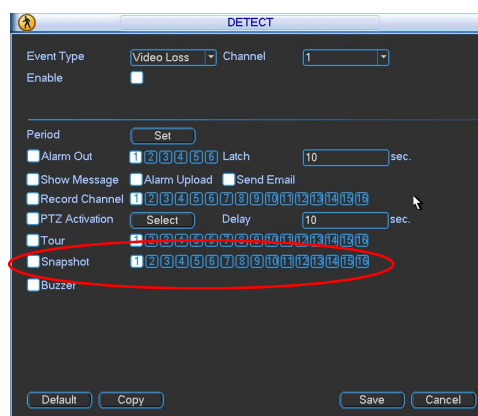 DETECT
Event Type Video Loss Channel 1
Enable
Period Set
Alarm Out 1 2 3 4 5 6 Latch 10 sec.
Show Message Alarm Upload Send Email
Record Channel 1 2 3 4 5 6 7 8 9 10 11 12 13 14 15 16
PTZ Activation Select Delay 10 sec.
Tour 1 2 3 4 5 6 7 8 9 10 11 12 13 14 15 16
Snapshot 1 2 3 4 5 6 7 8 9 10 11 12 13 14 15 16
Buzzer
Default Copy Save Cancel